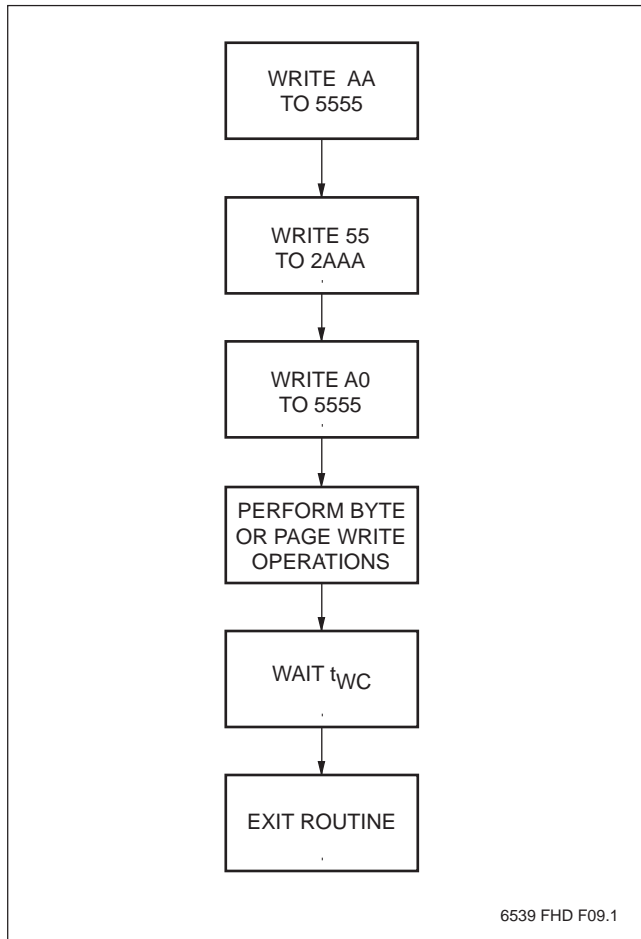 WRITE AA
TO 5555
WRITE 55
TO 2AAA
WRITE A0
TO 5555
PERFORM BYTE
OR PAGE WRITE
OPERATIONS
WAIT tWC
EXIT ROUTINE
6539 FHD F09.1